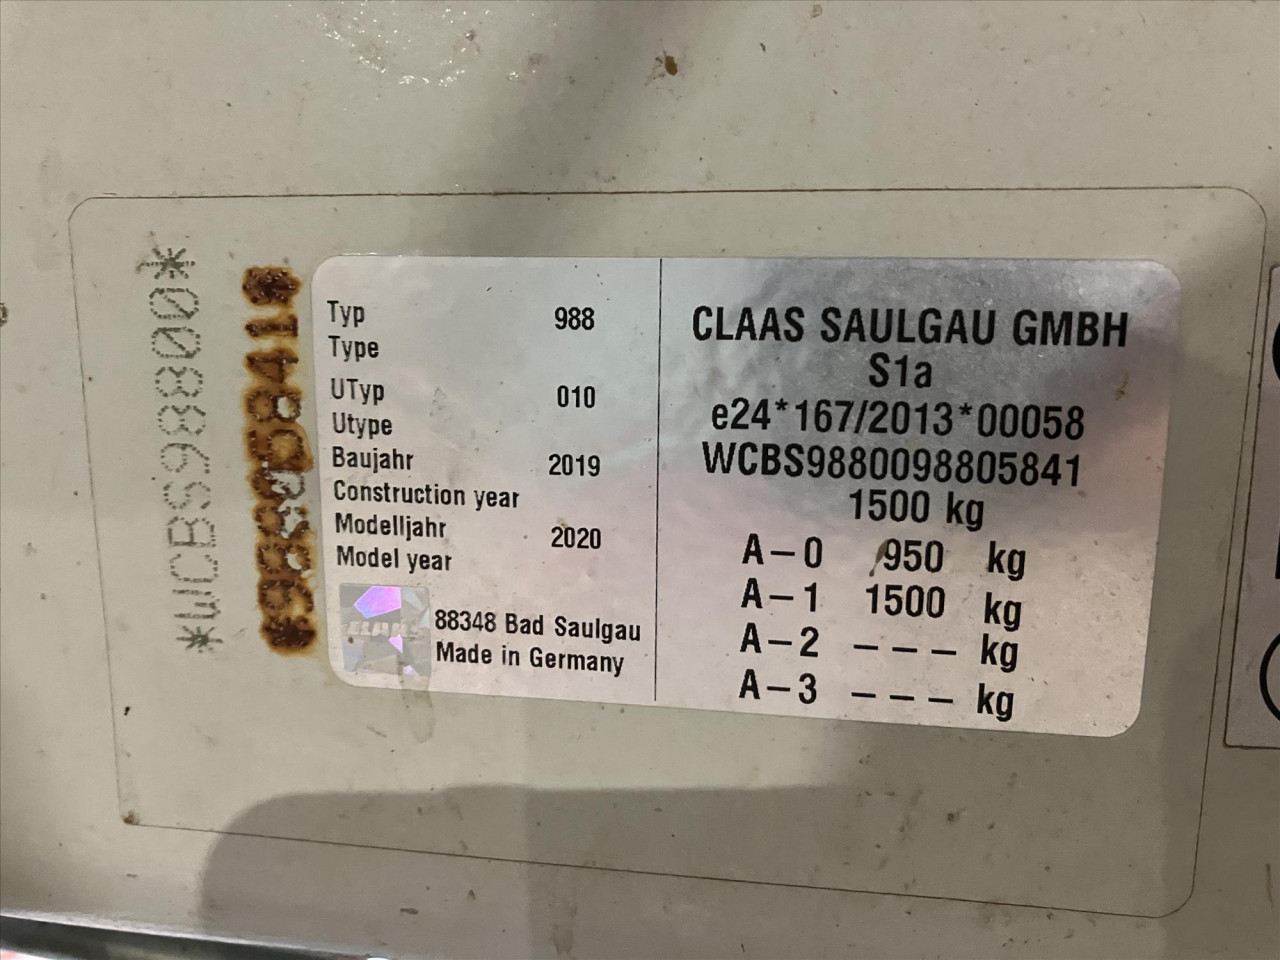 *WCBS98800*
*98805841*
Typ 988
Type
UTyp 010
Utype
Baujahr 2019
Construction year
Modelljahr 2020
Model year
88348 Bad Saulgau
Made in Germany
CLAAS SAULGAU GMBH
S1a
e24*167/2013*00058
WCBS9880098805841
1500 kg
A-0 950 kg
A-1 1500 kg
A-2 --- kg
A-3 --- kg